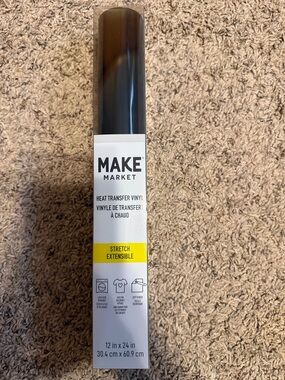 MAKE
MARKET
HEAT TRANSFER VINYL
VINYLE DE TRANSFERT
À CHAUD
STRETCH
EXTENSIBLE
12 in x 24 in
30.4 cm x 60.9 cm